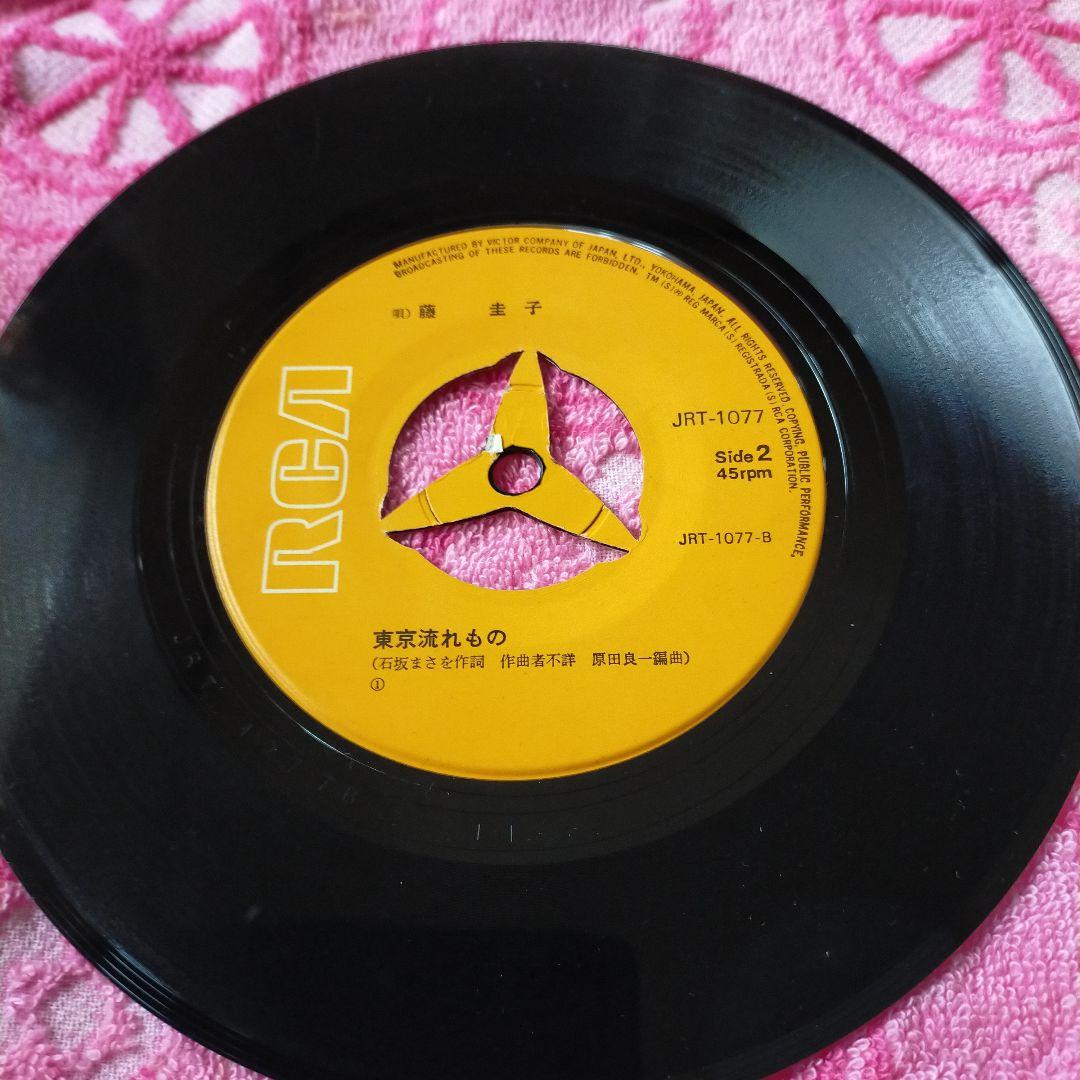 MANUFACTURED BY VICTOR COMPANY OF JAPAN, LTD., YOKOHAMA, JAPAN. ALL RIGHTS RESERVED. COPYING, PUBLIC PERFORMANCE,
BROADCASTING OF THESE RECORDS ARE FORBIDDEN. TM(S)® REG. MARCA(S) REGISTRADA(S) RCA CORPORATION.
唄) 藤 圭子
RCA
JRT-1077
Side 2
45rpm
JRT-1077-B
東京流れもの
(石坂まさを作詞 作曲者不詳 原田良一編曲)
①